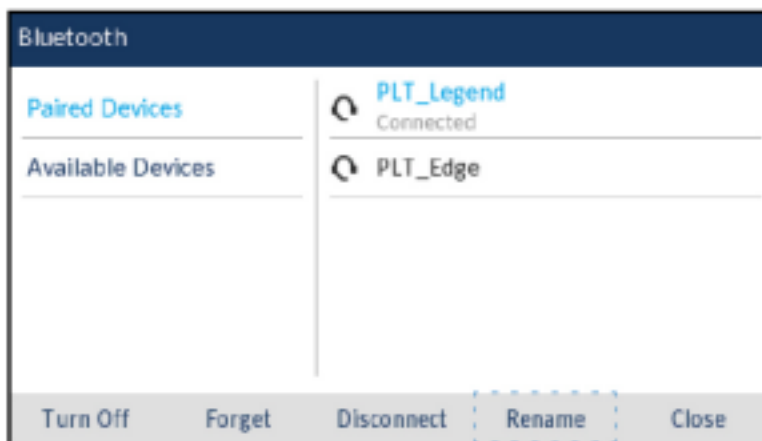 Bluetooth
Paired Devices
PLT_Legend
Connected
Available Devices
PLT_Edge
Turn Off Forget Disconnect Rename Close